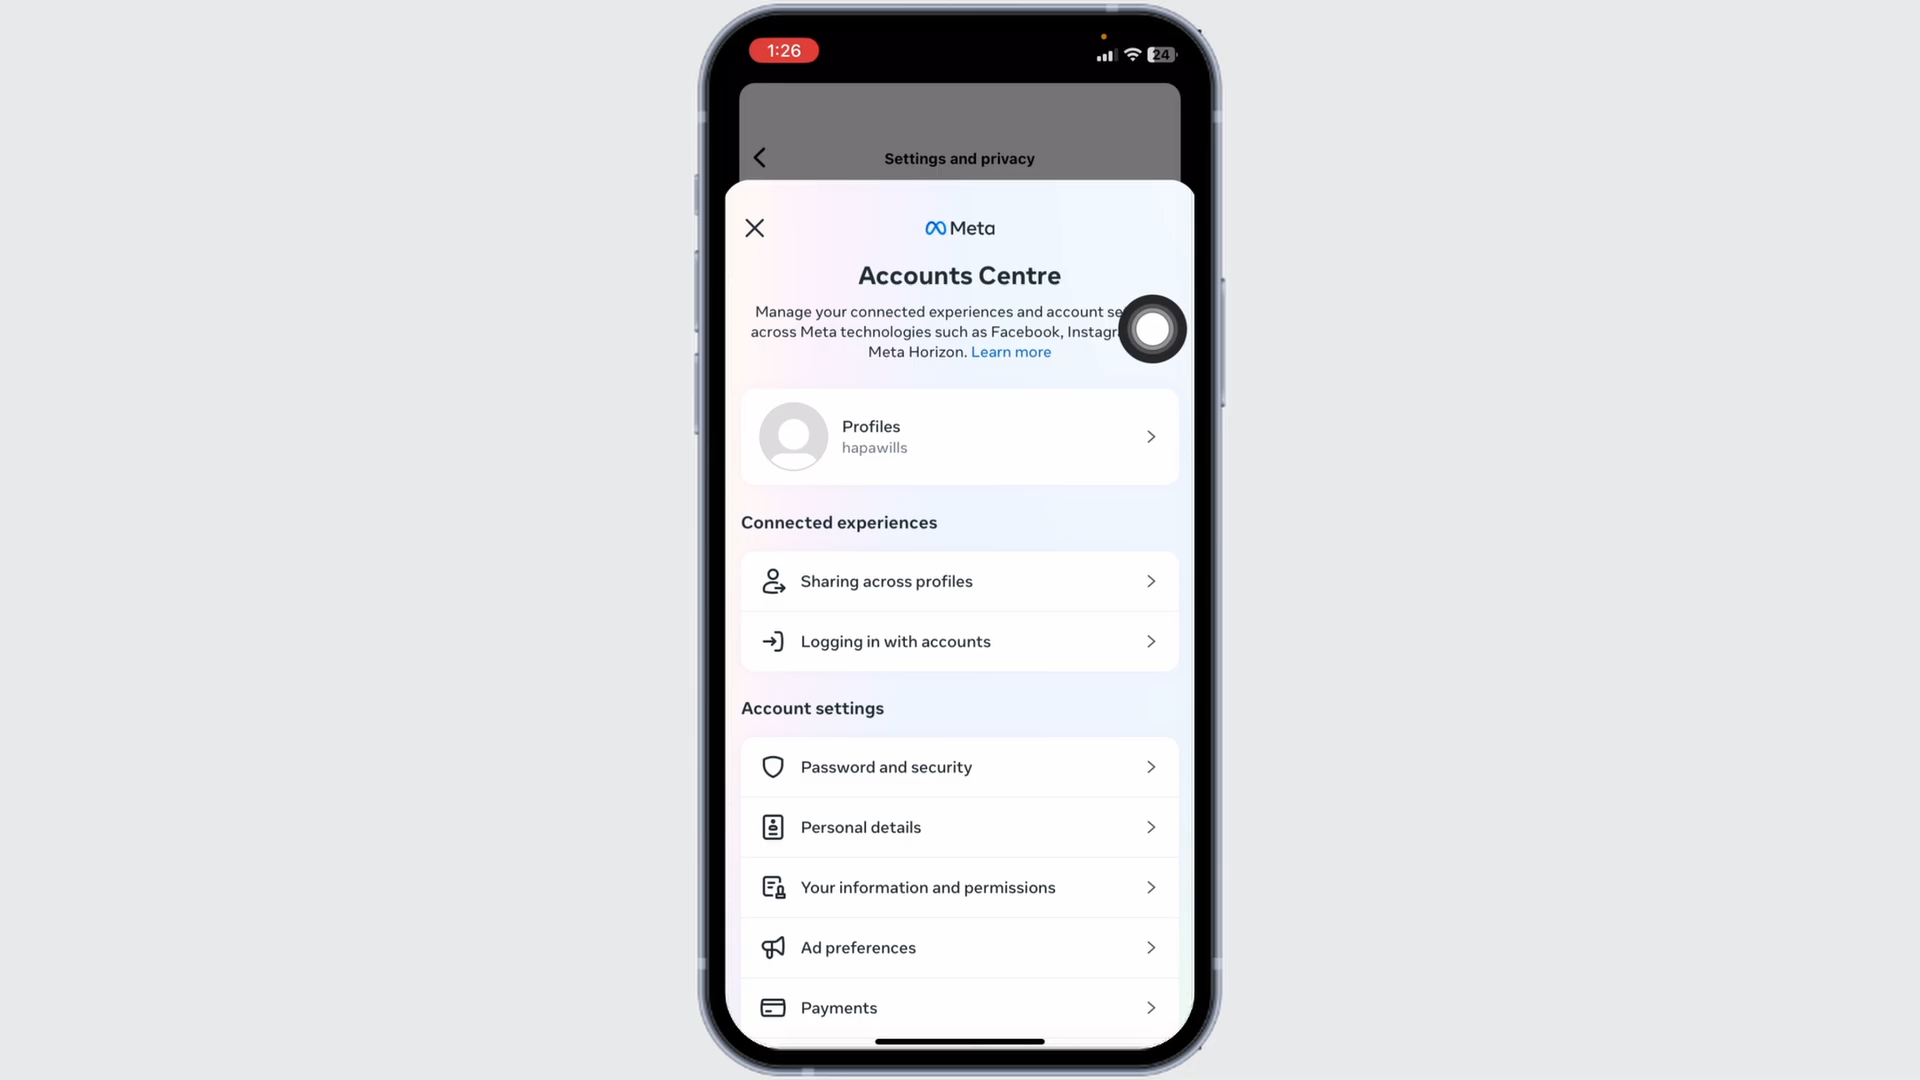 1:26
24
Settings and privacy
Meta
Accounts Centre
Manage your connected experiences and account se
across Meta technologies such as Facebook, Instagr
Meta Horizon. Learn more
Profiles
hapawills
Connected experiences
Sharing across profiles
Logging in with accounts
Account settings
Password and security
Personal details
Your information and permissions
Ad preferences
Payments